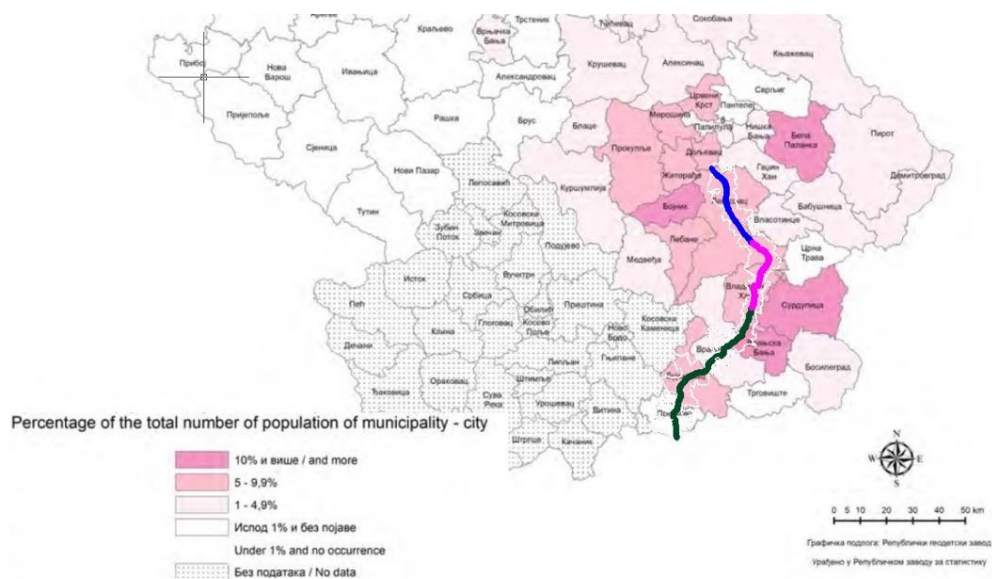 Сокобања
Трстеник
Ћићевац
Краљево
Врњачка
Бања
Књажевац
Прибој
Нова
Варош
Ивањица
Александровац
Крушевац
Алексинац
Сврљиг
Црвени
Крст
Пантелеј
Пријепоље
Рашка
Брус
Блаце
Мерошина
Палилула
Нишка
Бања
Бела
Паланка
Пирот
Сјеница
Прокупље
Дољевац
Гаџин
Хан
Димитровград
Нови Пазар
Лепосавић
Куршумлија
Житорађа
Тутин
Косовска
Митровица
Бојник
Бабушница
Власотинце
Зубин
Поток
Звечан
Подујево
Лебане
Медвеђа
Црна
Трава
Исток
Вучитрн
Србица
Сурдулица
Пећ
Обилић
Приштина
Клина
Глоговац
Косово
Поље
Ново
Брдо
Косовска
Каменица
Дечани
Липљан
Гњилане
Бања
Босилеград
Ђаковица
Ораховац
Сува
Река
Штимље
Урошевац
Витина
Трговиште
Штрпце
Качаник
Percentage of the total number of population of municipality - city
10% и више / and more
5 - 9,9%
1 - 4,9%
Испод 1% и без појаве
Under 1% and no occurrence
Без података / No data
N
W E
S
0 5 10 20 30 40 50 km
Графичка подлога: Републички геодетски завод
Урађено у Републичком заводу за статистику